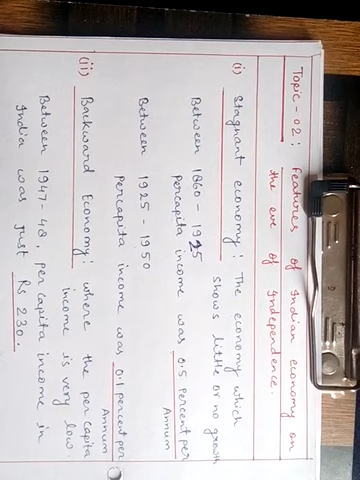 Topic-02: Features of Indian economy on
the eve of Independence.
(i) Stagnant economy: The economy which
shows little or no growth
Between 1860-1925
Percapita income was 0.5 percent per
Annum
Between 1925-1950
Percapita income was 0.1 percent per
Annum
(ii) Backward Economy: where the per capita
income is very low.
Between 1947-48, per capita income in
India was just Rs 230.